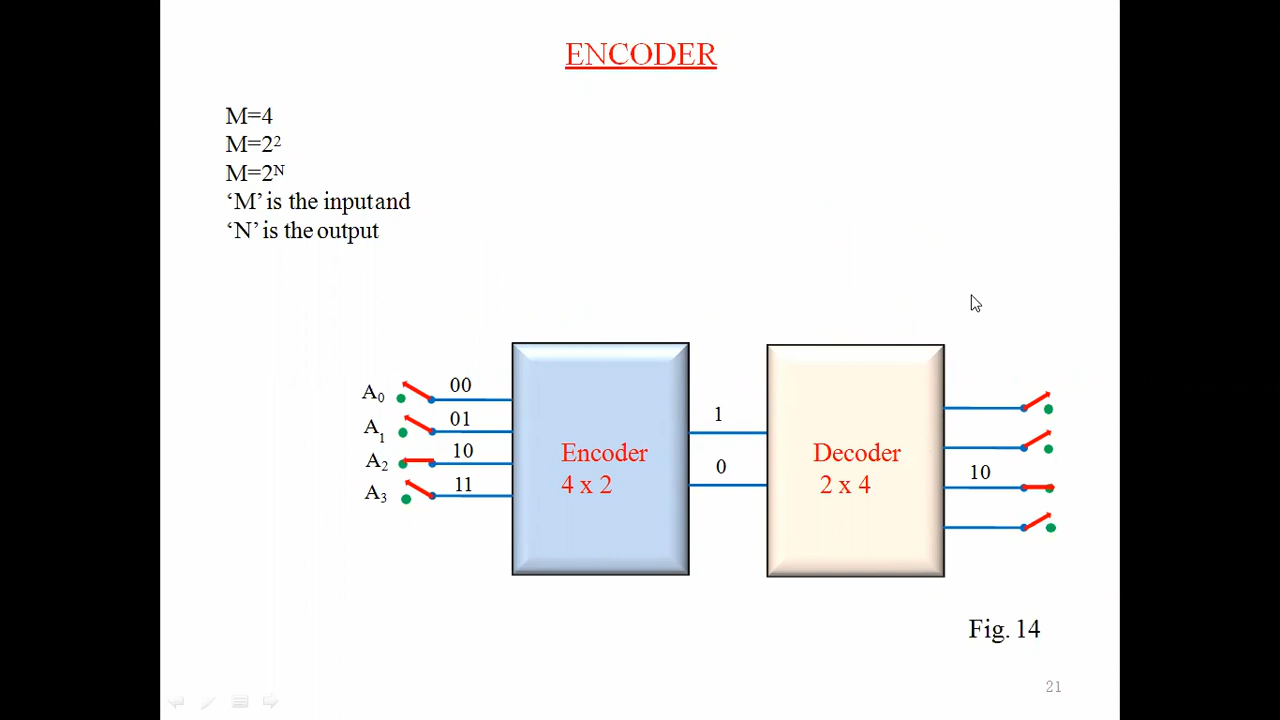 ENCODER
M=4
M=2²
M=2ᴺ
‘M’ is the input and
‘N’ is the output
A₀ 00
A₁ 01
A₂ 10
A₃ 11
Encoder
4 x 2
1
0
Decoder
2 x 4
10
Fig. 14
21